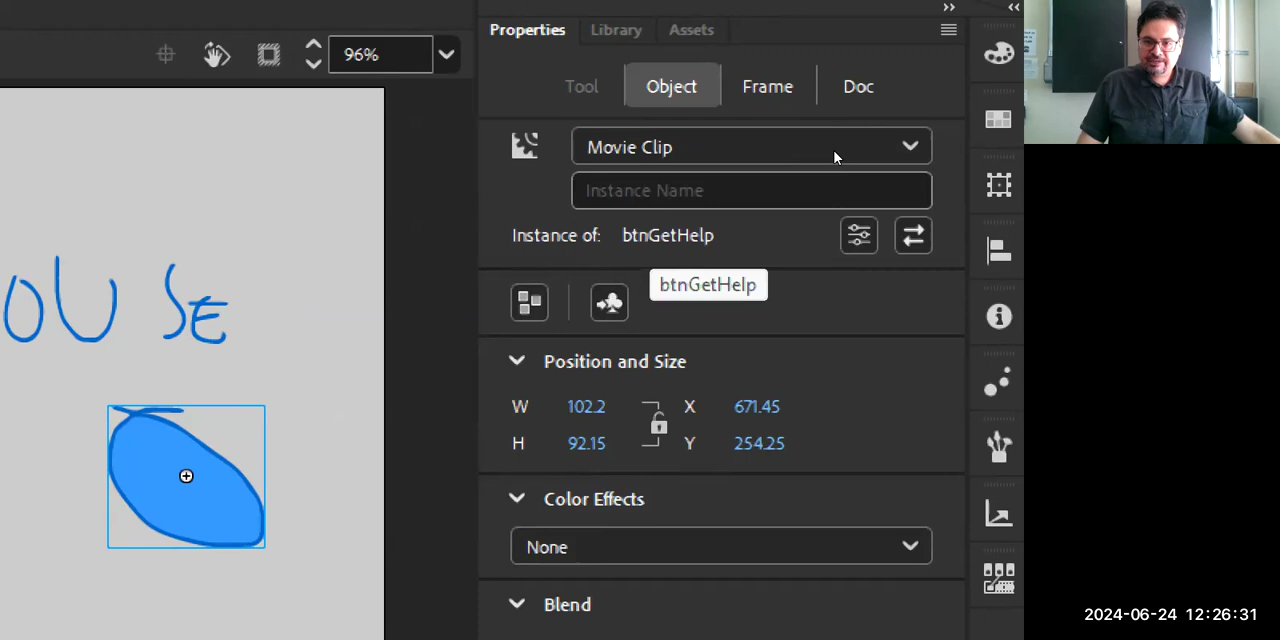 Properties Library Assets
96%
Tool Object Frame Doc
Movie Clip
Instance Name
Instance of: btnGetHelp
btnGetHelp
OU SE
Position and Size
W 102.2 X 671.45
H 92.15 Y 254.25
Color Effects
None
Blend
2024-06-24 12:26:31